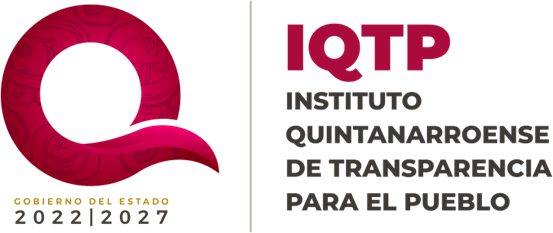 GOBIERNO DEL ESTADO
2022|2027
IQTP
INSTITUTO
QUINTANARROENSE
DE TRANSPARENCIA
PARA EL PUEBLO